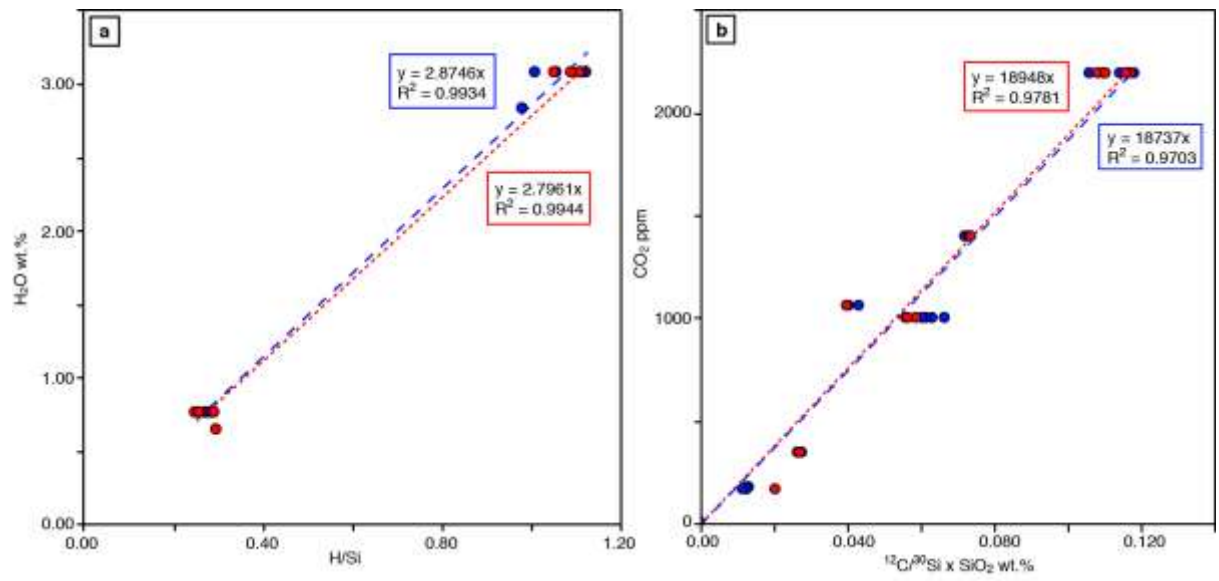 a
y = 2.8746x
R² = 0.9934
y = 2.7961x
R² = 0.9944
3.00
2.00
1.00
0.00
H₂O wt.%
0.00
0.40
0.80
1.20
H/Si
b
y = 18948x
R² = 0.9781
y = 18737x
R² = 0.9703
2000
1000
0
CO₂ ppm
0.00
0.040
0.080
0.120
¹²C/³⁰Si x SiO₂ wt.%